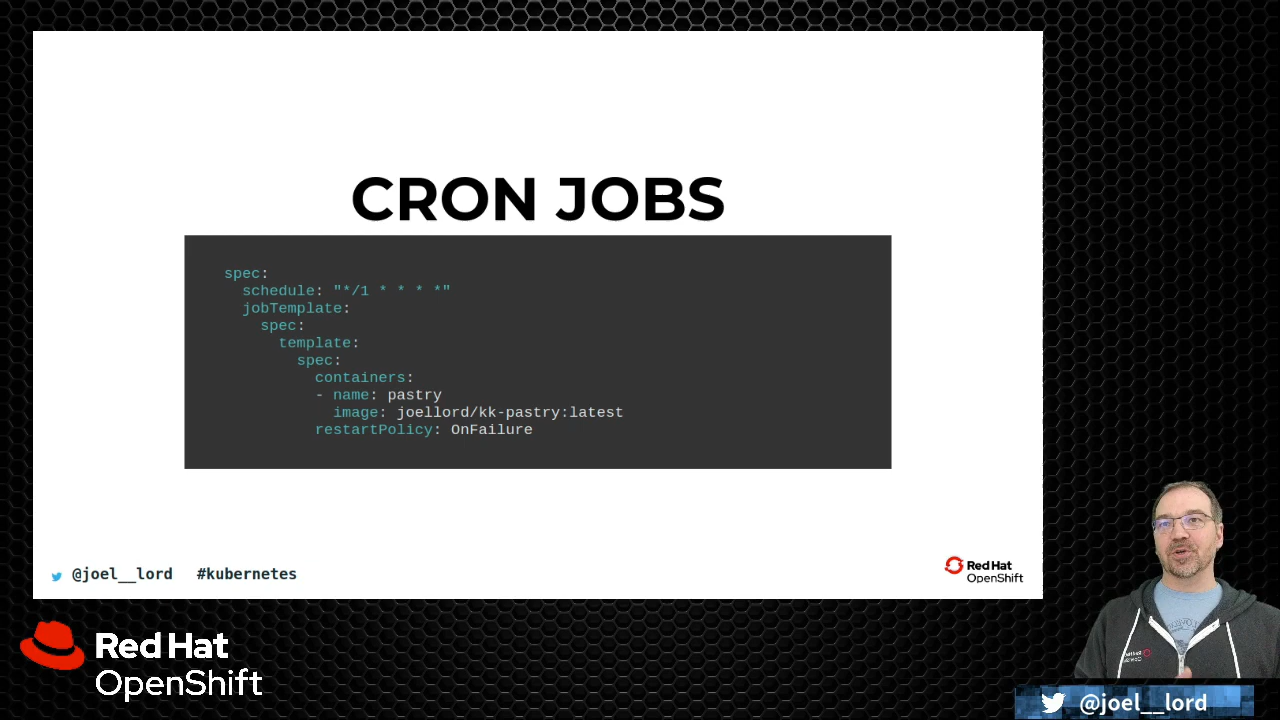 CRON JOBS
spec:
  schedule: "*/1 * * * *"
  jobTemplate:
    spec:
      template:
        spec:
          containers:
          - name: pastry
            image: joellord/kk-pastry:latest
          restartPolicy: OnFailure
@joel__lord #kubernetes
Red Hat
OpenShift
Red Hat
OpenShift
@joel__lord